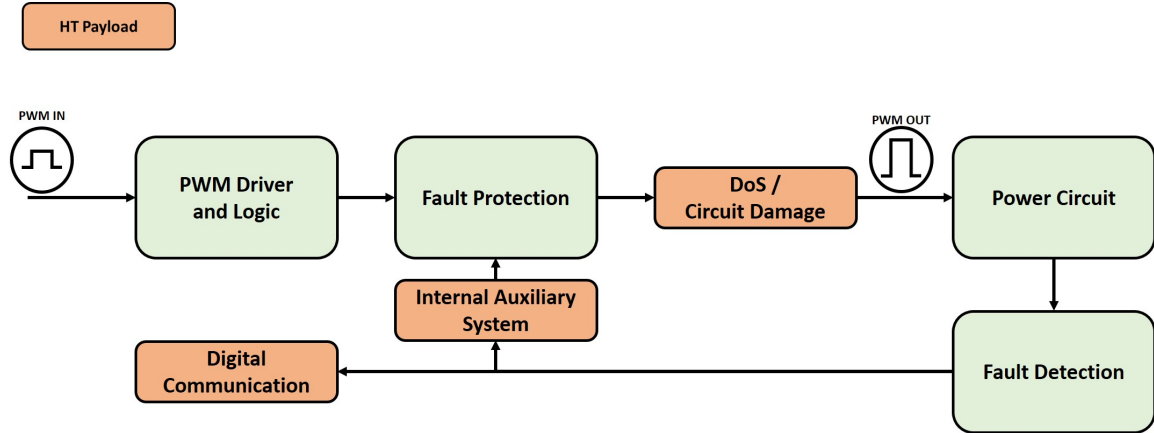 HT Payload
PWM IN
PWM OUT
PWM Driver
and Logic
Fault Protection
DoS /
Circuit Damage
Power Circuit
Internal Auxiliary
System
Digital
Communication
Fault Detection